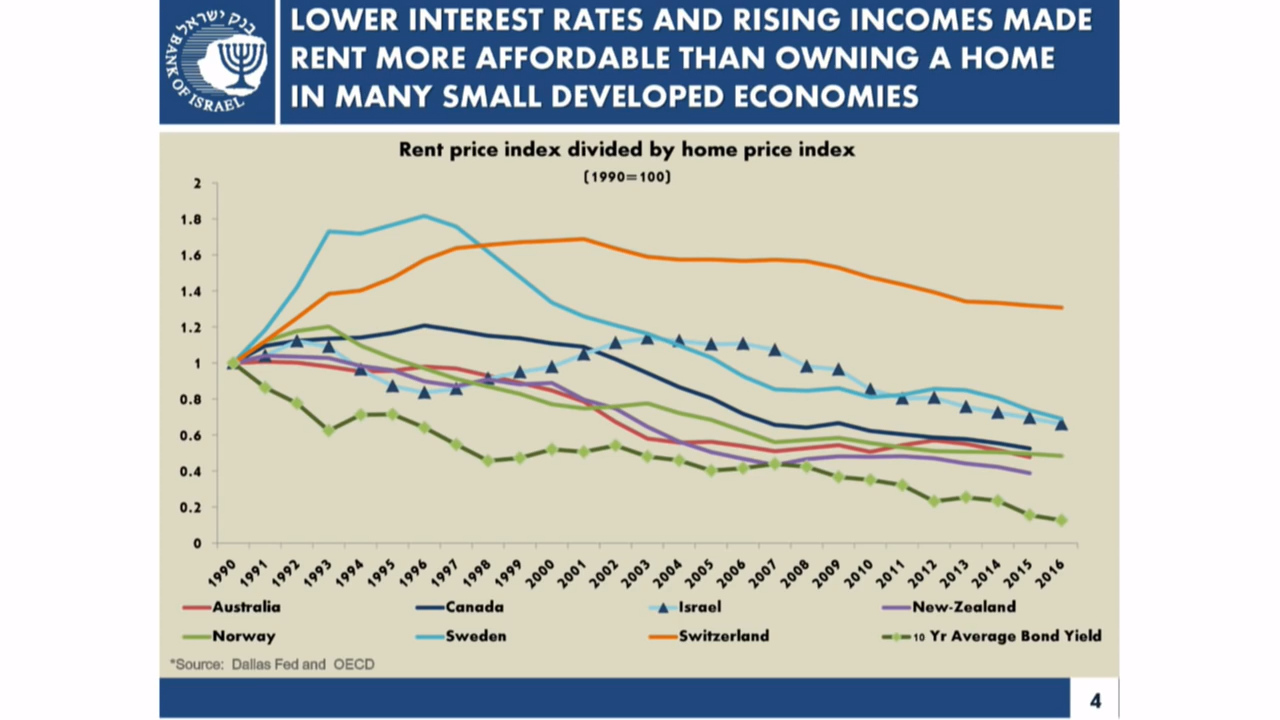 בנק ישראל
BANK OF ISRAEL
LOWER INTEREST RATES AND RISING INCOMES MADE
RENT MORE AFFORDABLE THAN OWNING A HOME
IN MANY SMALL DEVELOPED ECONOMIES
Rent price index divided by home price index
(1990=100)
2
1.8
1.6
1.4
1.2
1
0.8
0.6
0.4
0.2
0
1990 1991 1992 1993 1994 1995 1996 1997 1998 1999 2000 2001 2002 2003 2004 2005 2006 2007 2008 2009 2010 2011 2012 2013 2014 2015 2016
Australia Canada Israel New-Zealand
Norway Sweden Switzerland 10 Yr Average Bond Yield
*Source: Dallas Fed and OECD
4